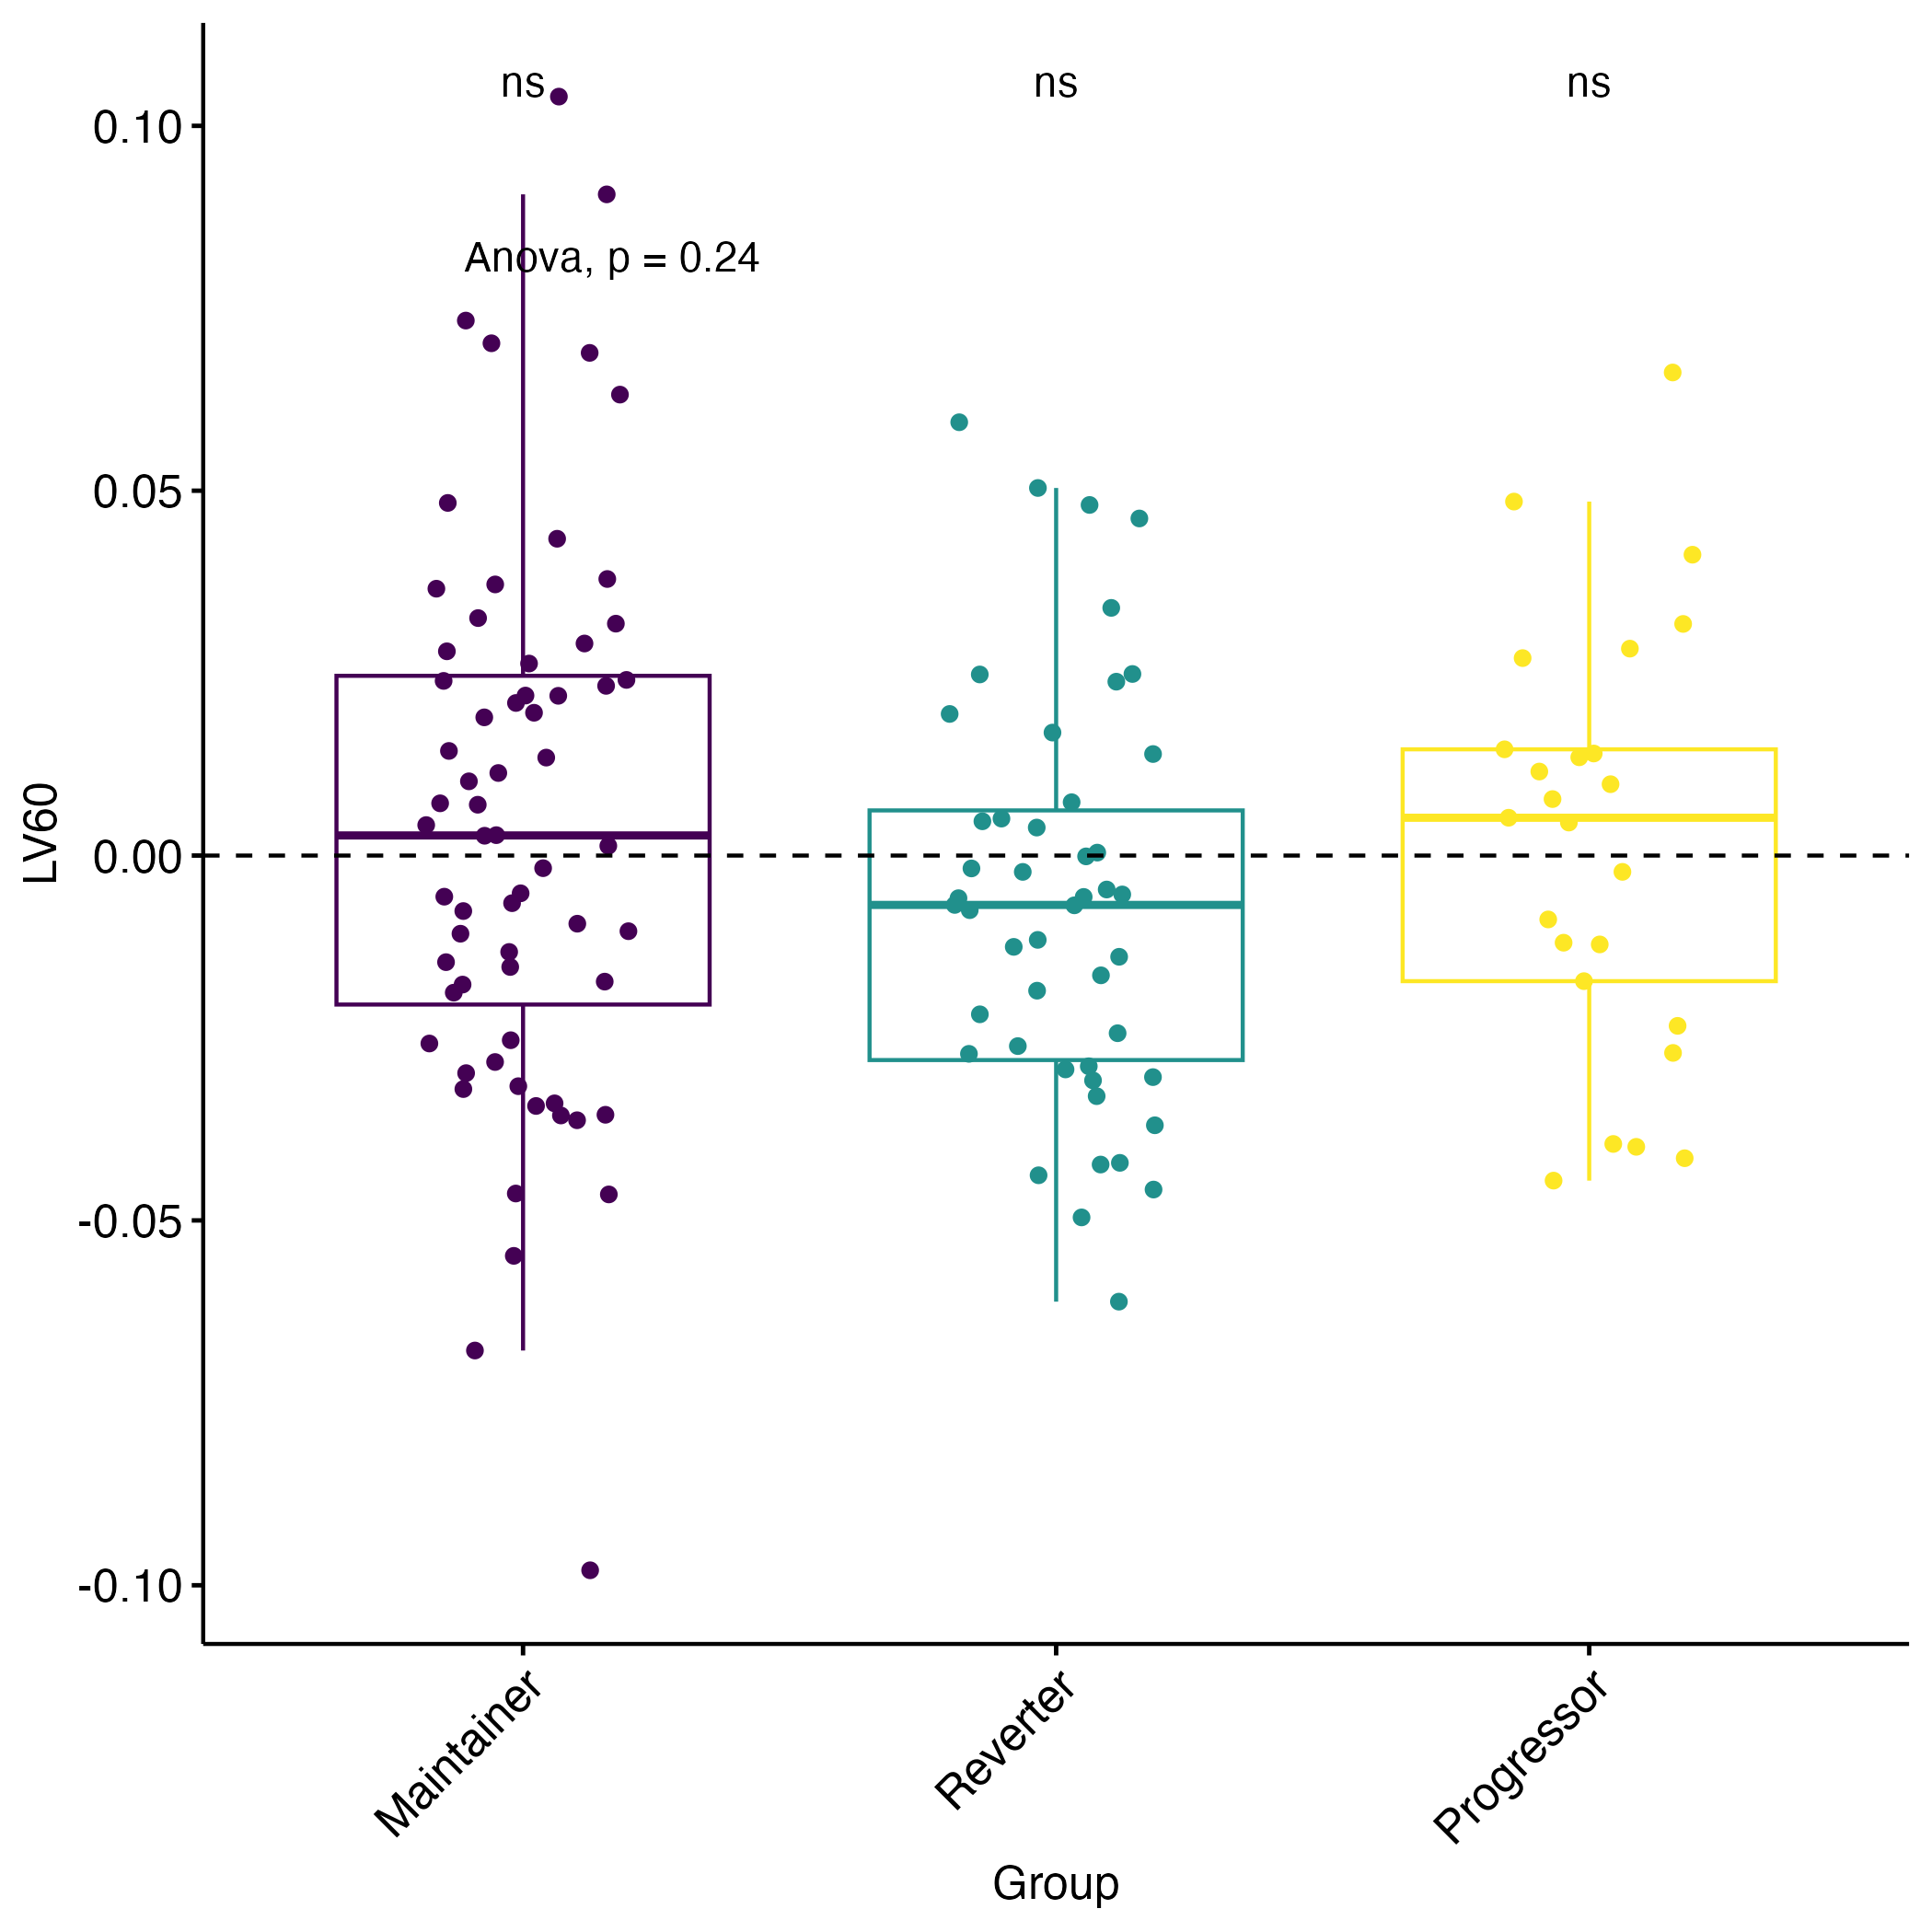 ns ns ns
Anova, p = 0.24
0.10
0.05
0.00
-0.05
-0.10
LV60
Maintainer
Reverter
Progressor
Group